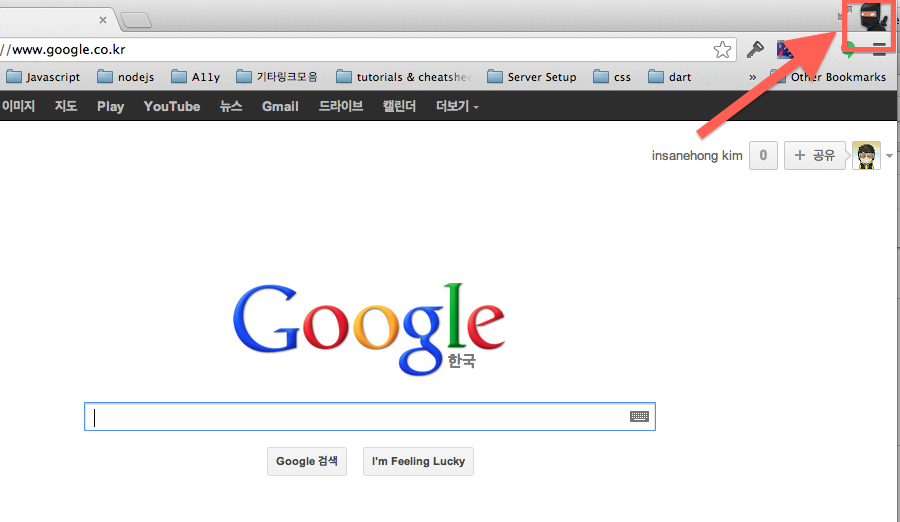 //www.google.co.kr
Javascript nodejs A11y 기타링크모음 tutorials & cheatshee Server Setup css dart » Other Bookmarks
이미지 지도 Play YouTube 뉴스 Gmail 드라이브 캘린더 더보기
insanehong kim 0 + 공유
Google
한국
Google 검색 I'm Feeling Lucky